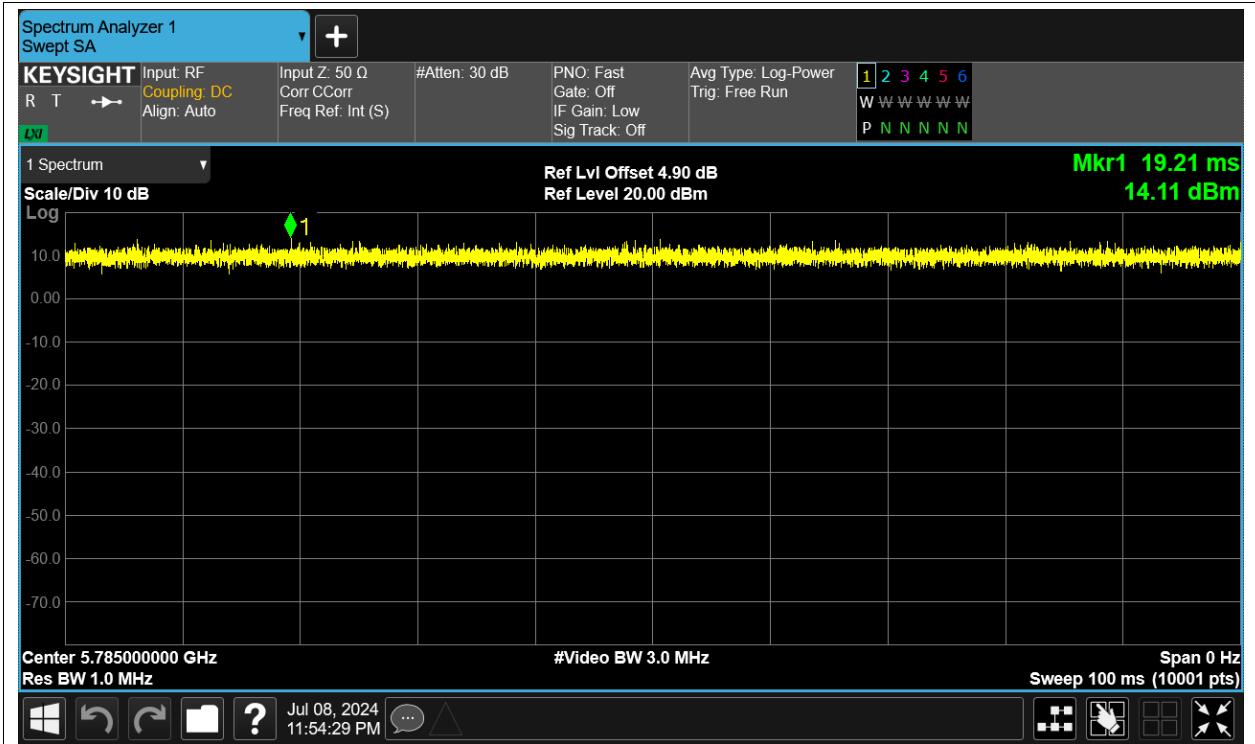 Spectrum Analyzer 1
Swept SA
KEYSIGHT
R T
LXI
Input: RF
Coupling: DC
Align: Auto
Input Z: 50 Ω
Corr CCorr
Freq Ref: Int (S)
#Atten: 30 dB
PNO: Fast
Gate: Off
IF Gain: Low
Sig Track: Off
Avg Type: Log-Power
Trig: Free Run
1 2 3 4 5 6
W W W W W W
P N N N N N
1 Spectrum
Scale/Div 10 dB
Log
Ref Lvl Offset 4.90 dB
Ref Level 20.00 dBm
Mkr1 19.21 ms
14.11 dBm
1
10.0
0.00
-10.0
-20.0
-30.0
-40.0
-50.0
-60.0
-70.0
Center 5.785000000 GHz
Res BW 1.0 MHz
#Video BW 3.0 MHz
Span 0 Hz
Sweep 100 ms (10001 pts)
?
Jul 08, 2024
11:54:29 PM